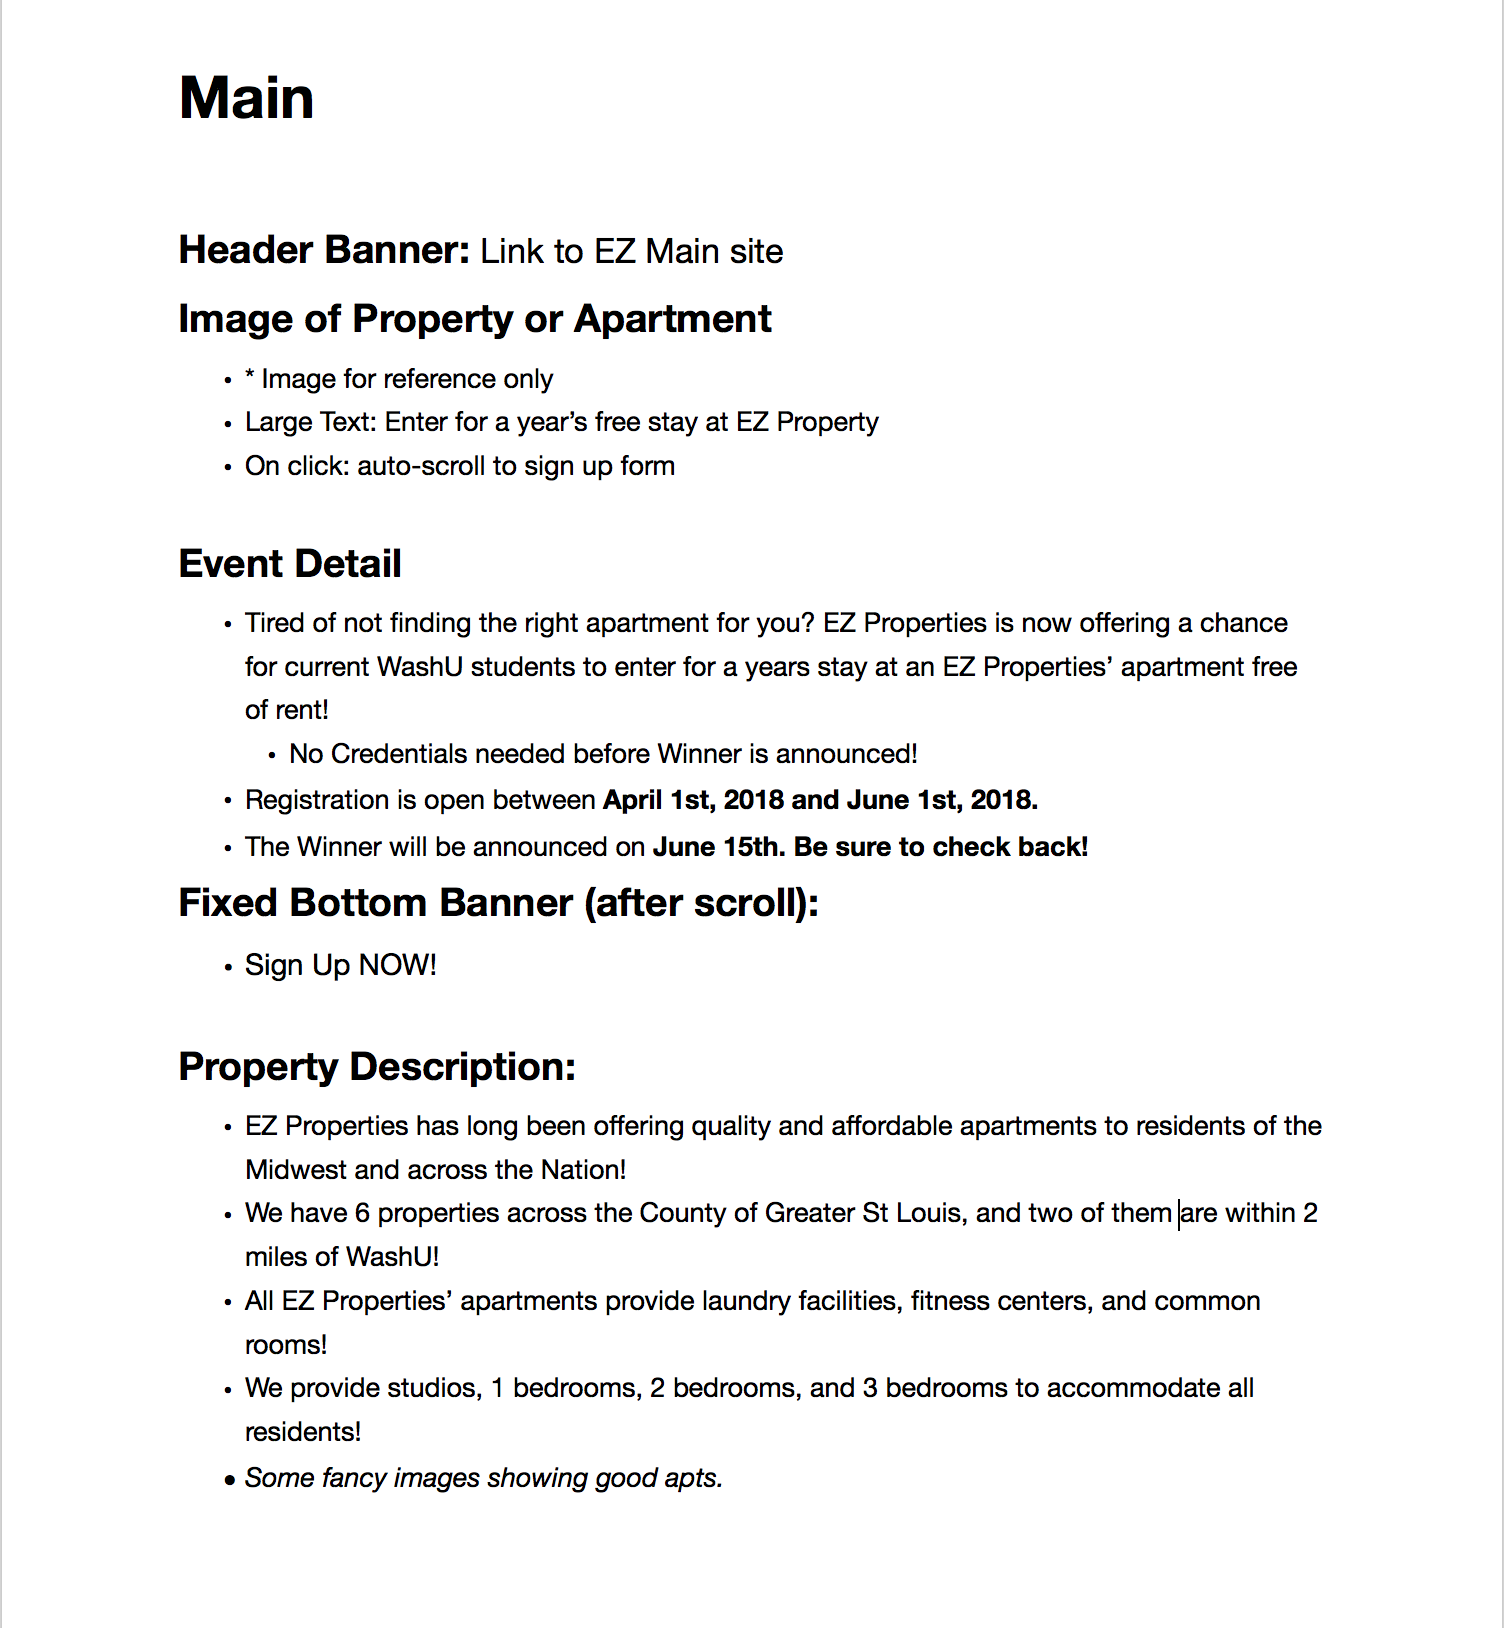 Main
Header Banner: Link to EZ Main site
Image of Property or Apartment
• * Image for reference only
• Large Text: Enter for a year’s free stay at EZ Property
• On click: auto-scroll to sign up form
Event Detail
• Tired of not finding the right apartment for you? EZ Properties is now offering a chance
for current WashU students to enter for a years stay at an EZ Properties’ apartment free
of rent!
• No Credentials needed before Winner is announced!
• Registration is open between April 1st, 2018 and June 1st, 2018.
• The Winner will be announced on June 15th. Be sure to check back!
Fixed Bottom Banner (after scroll):
• Sign Up NOW!
Property Description:
• EZ Properties has long been offering quality and affordable apartments to residents of the
Midwest and across the Nation!
• We have 6 properties across the County of Greater St Louis, and two of them are within 2
miles of WashU!
• All EZ Properties’ apartments provide laundry facilities, fitness centers, and common
rooms!
• We provide studios, 1 bedrooms, 2 bedrooms, and 3 bedrooms to accommodate all
residents!
• Some fancy images showing good apts.